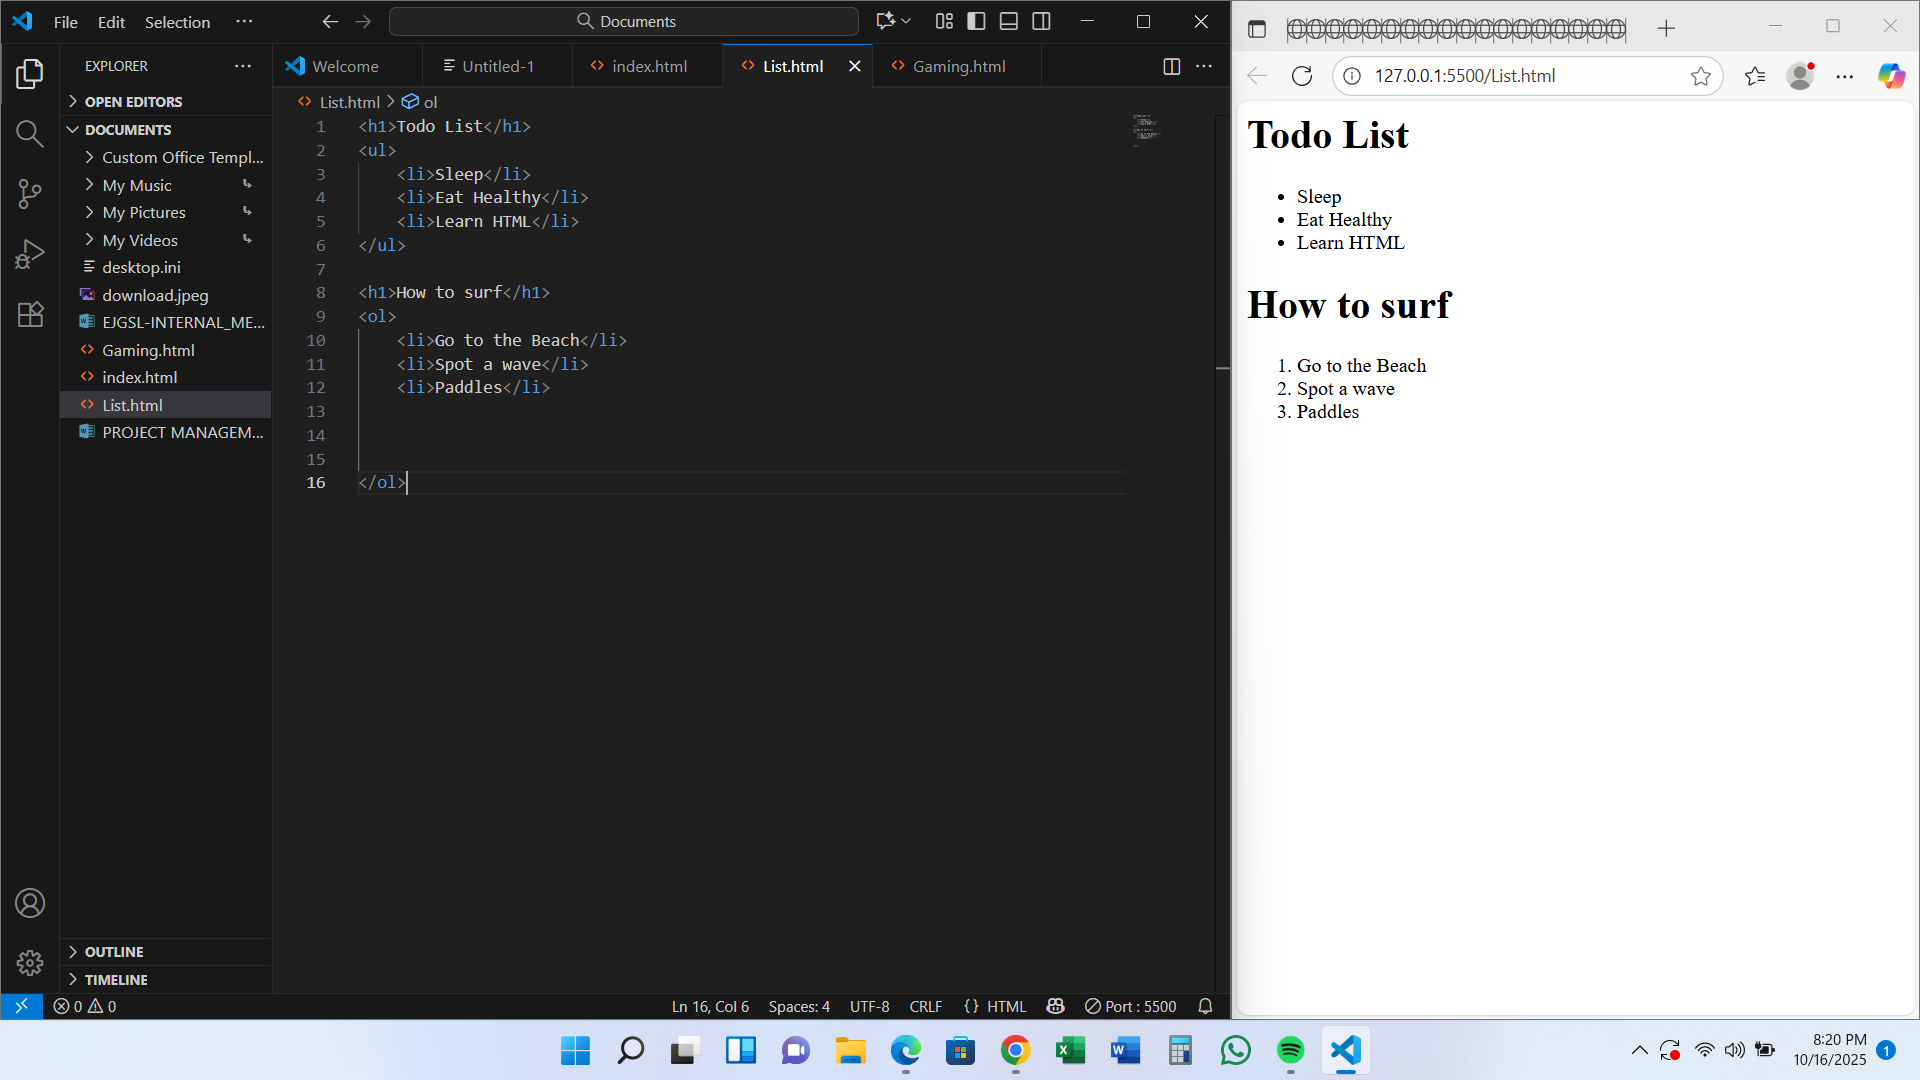 File Edit Selection ··· Documents
EXPLORER ···
OPEN EDITORS
DOCUMENTS
Custom Office Templ...
My Music
My Pictures
My Videos
desktop.ini
download.jpeg
EJGSL-INTERNAL_ME...
Gaming.html
index.html
List.html
PROJECT MANAGEM...
OUTLINE
TIMELINE
Welcome Untitled-1 index.html List.html Gaming.html
List.html > ol
1 <h1>Todo List</h1>
2 <ul>
3 <li>Sleep</li>
4 <li>Eat Healthy</li>
5 <li>Learn HTML</li>
6 </ul>
7
8 <h1>How to surf</h1>
9 <ol>
10 <li>Go to the Beach</li>
11 <li>Spot a wave</li>
12 <li>Paddles</li>
13
14
15
16 </ol>
0 0 Ln 16, Col 6 Spaces: 4 UTF-8 CRLF {} HTML Port : 5500
127.0.0.1:5500/List.html
Todo List
• Sleep
• Eat Healthy
• Learn HTML
How to surf
1. Go to the Beach
2. Spot a wave
3. Paddles
8:20 PM
10/16/2025
1